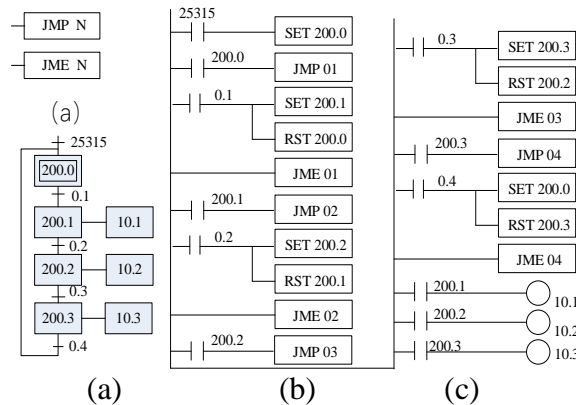 JMP N
JME N
(a)
25315
200.0
0.1
200.1
10.1
0.2
200.2
10.2
0.3
200.3
10.3
0.4
(a)
25315
SET 200.0
200.0
JMP 01
0.1
SET 200.1
RST 200.0
JME 01
200.1
JMP 02
0.2
SET 200.2
RST 200.1
JME 02
200.2
JMP 03
(b)
0.3
SET 200.3
RST 200.2
JME 03
200.3
JMP 04
0.4
SET 200.0
RST 200.3
JME 04
200.1
10.1
200.2
10.2
200.3
10.3
(c)